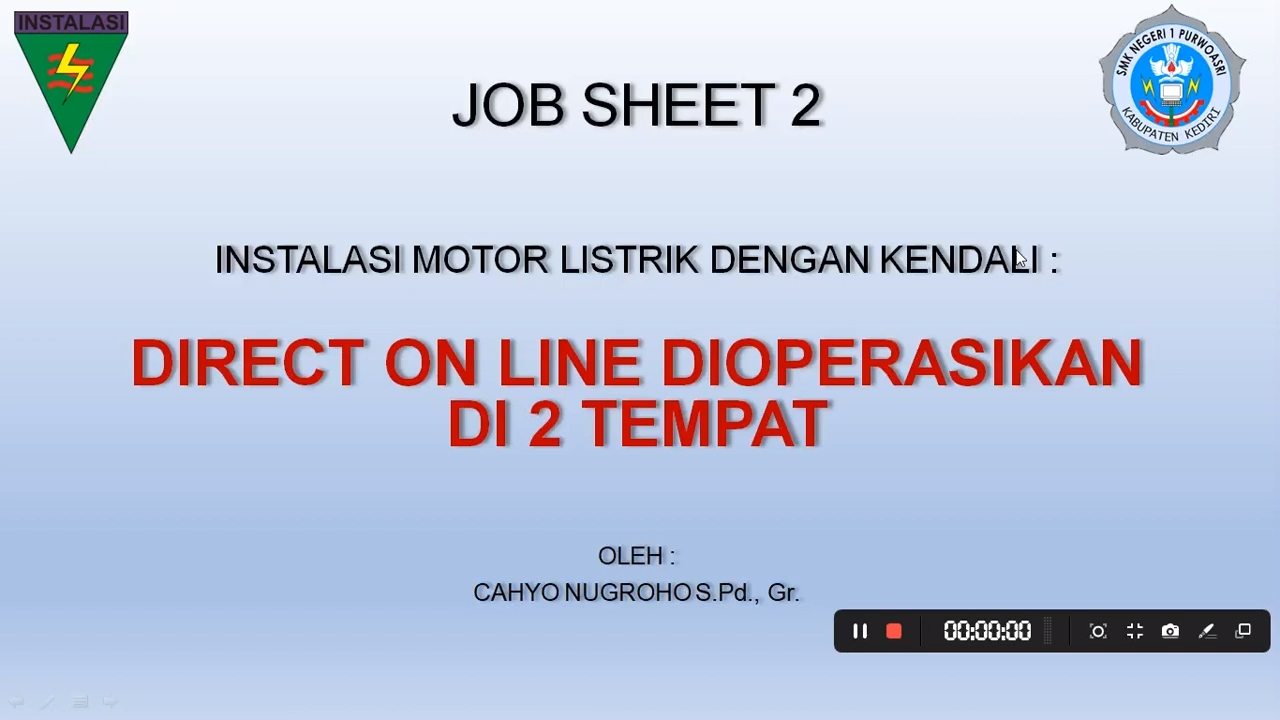 INSTALASI
SMK NEGERI 1 PURWOASRI
KABUPATEN KEDIRI
JOB SHEET 2
INSTALASI MOTOR LISTRIK DENGAN KENDALI :
DIRECT ON LINE DIOPERASIKAN
DI 2 TEMPAT
OLEH :
CAHYO NUGROHO S.Pd., Gr.
00:00:00